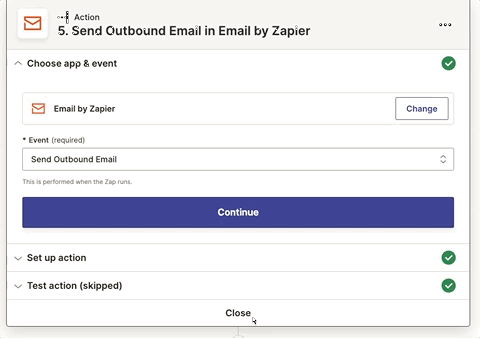 Action
5. Send Outbound Email in Email by Zapier
Choose app & event
Email by Zapier
Change
* Event (required)
Send Outbound Email
This is performed when the Zap runs.
Continue
Set up action
Test action (skipped)
Close